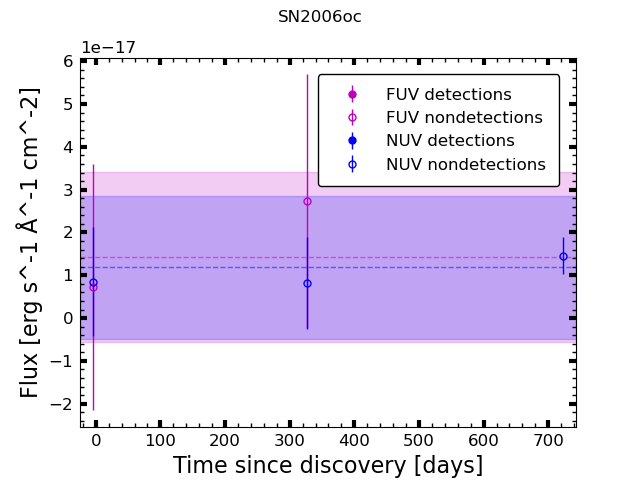 SN2006oc
1e−17
6
5
4
3
2
1
0
−1
−2
Flux [erg s^-1 Å^-1 cm^-2]
FUV detections
FUV nondetections
NUV detections
NUV nondetections
0 100 200 300 400 500 600 700
Time since discovery [days]